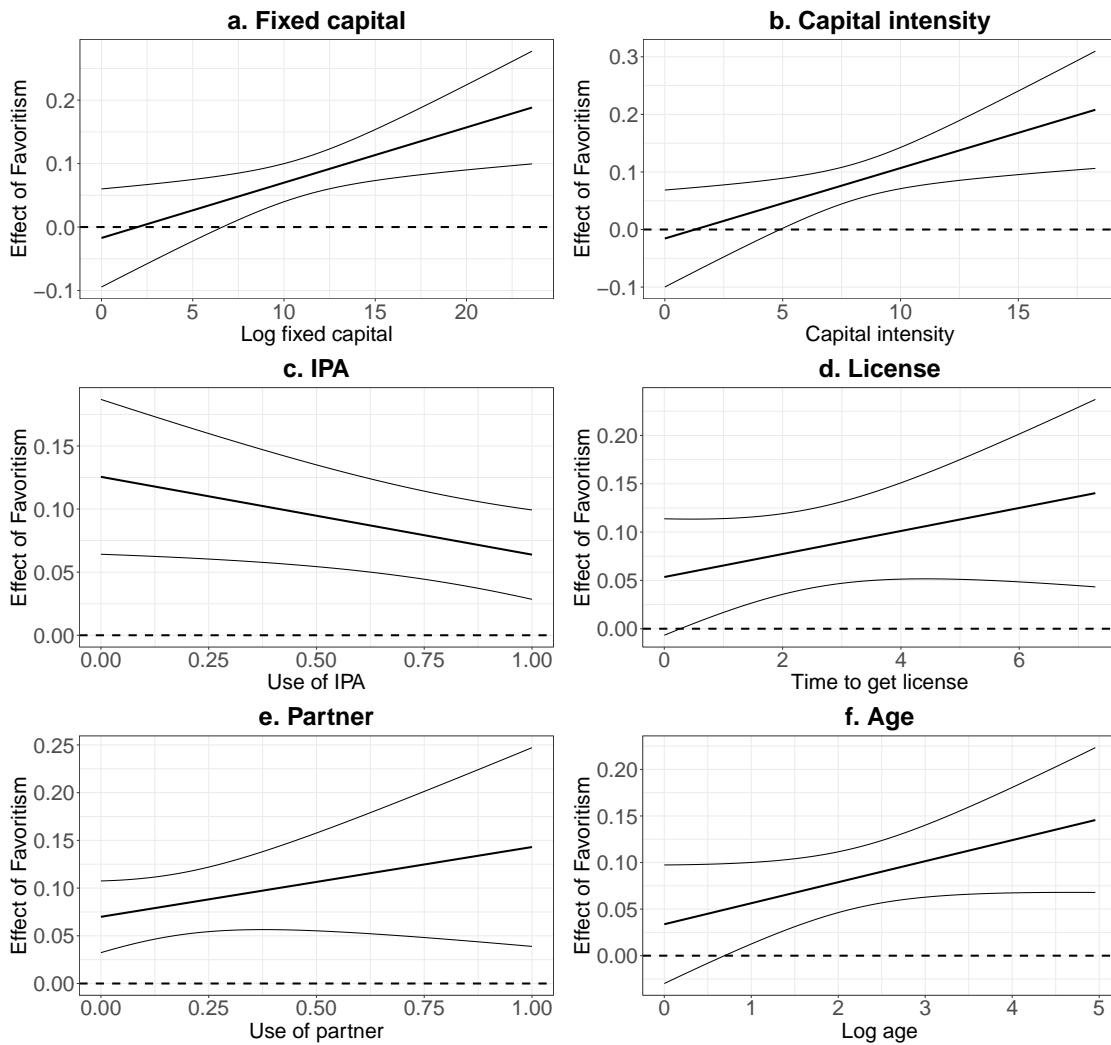 a. Fixed capital
Effect of Favoritism
0.2
0.1
0.0
−0.1
0 5 10 15 20
Log fixed capital
b. Capital intensity
Effect of Favoritism
0.3
0.2
0.1
0.0
−0.1
0 5 10 15
Capital intensity
c. IPA
Effect of Favoritism
0.15
0.10
0.05
0.00
0.00 0.25 0.50 0.75 1.00
Use of IPA
d. License
Effect of Favoritism
0.20
0.15
0.10
0.05
0.00
0 2 4 6
Time to get license
e. Partner
Effect of Favoritism
0.25
0.20
0.15
0.10
0.05
0.00
0.00 0.25 0.50 0.75 1.00
Use of partner
f. Age
Effect of Favoritism
0.20
0.15
0.10
0.05
0.00
0 1 2 3 4 5
Log age